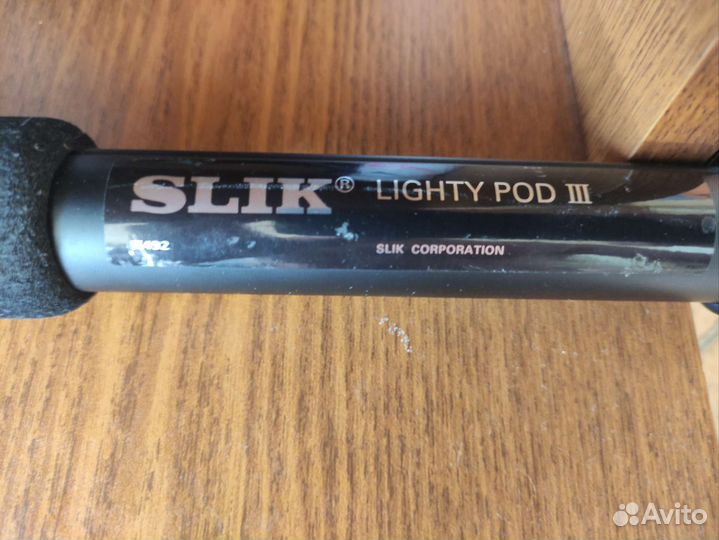 SLIK® LIGHTY POD III
SLIK CORPORATION
Avito